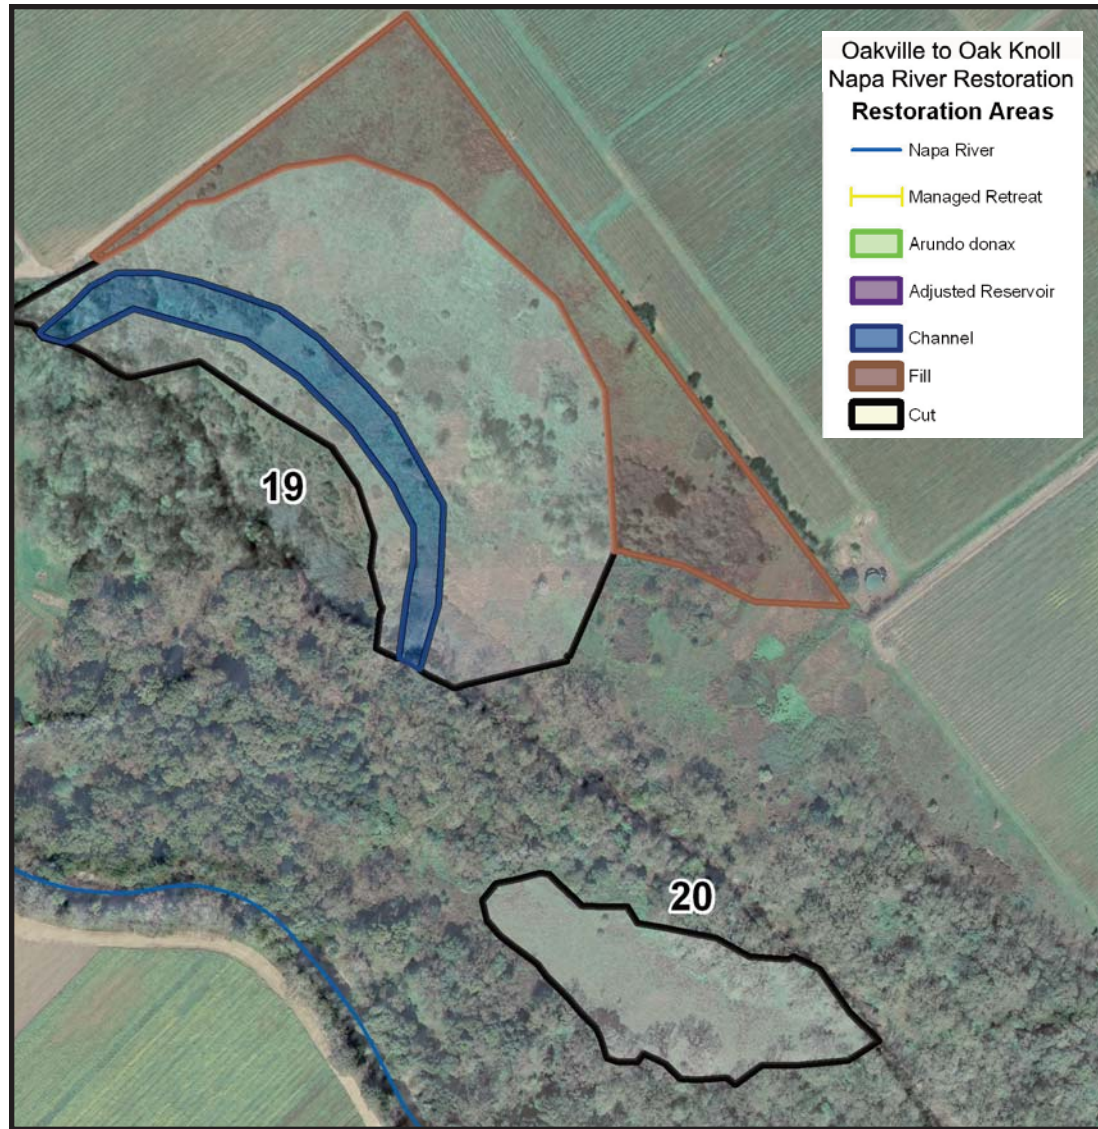 Oakville to Oak Knoll
Napa River Restoration
Restoration Areas
Napa River
Managed Retreat
Arundo donax
Adjusted Reservoir
Channel
Fill
Cut
19
20